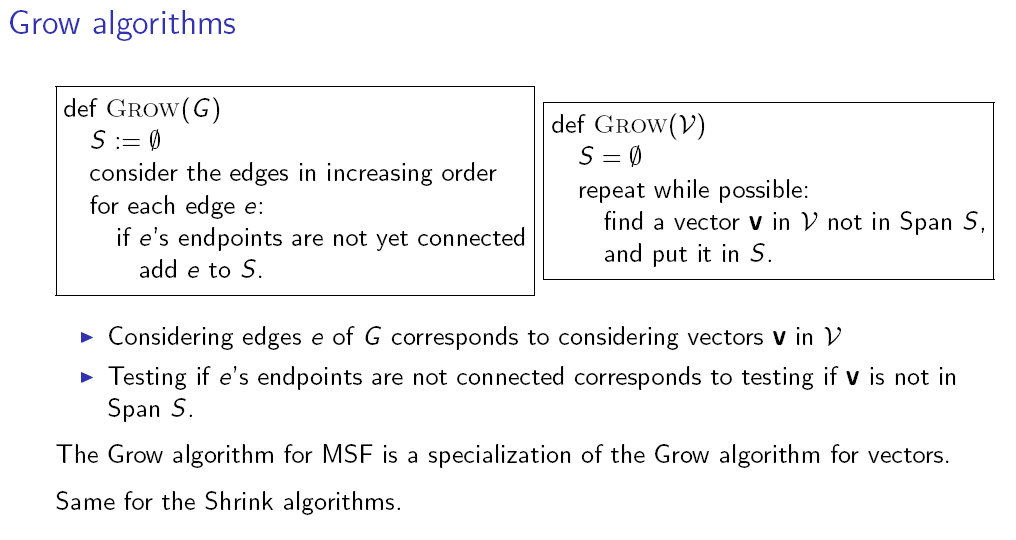 Grow algorithms
def GROW(G)
S := ∅
consider the edges in increasing order
for each edge e:
if e's endpoints are not yet connected
add e to S.
def GROW(𝒱)
S = ∅
repeat while possible:
find a vector v in 𝒱 not in Span S,
and put it in S.
▶ Considering edges e of G corresponds to considering vectors v in 𝒱
▶ Testing if e's endpoints are not connected corresponds to testing if v is not in
Span S.
The Grow algorithm for MSF is a specialization of the Grow algorithm for vectors.
Same for the Shrink algorithms.